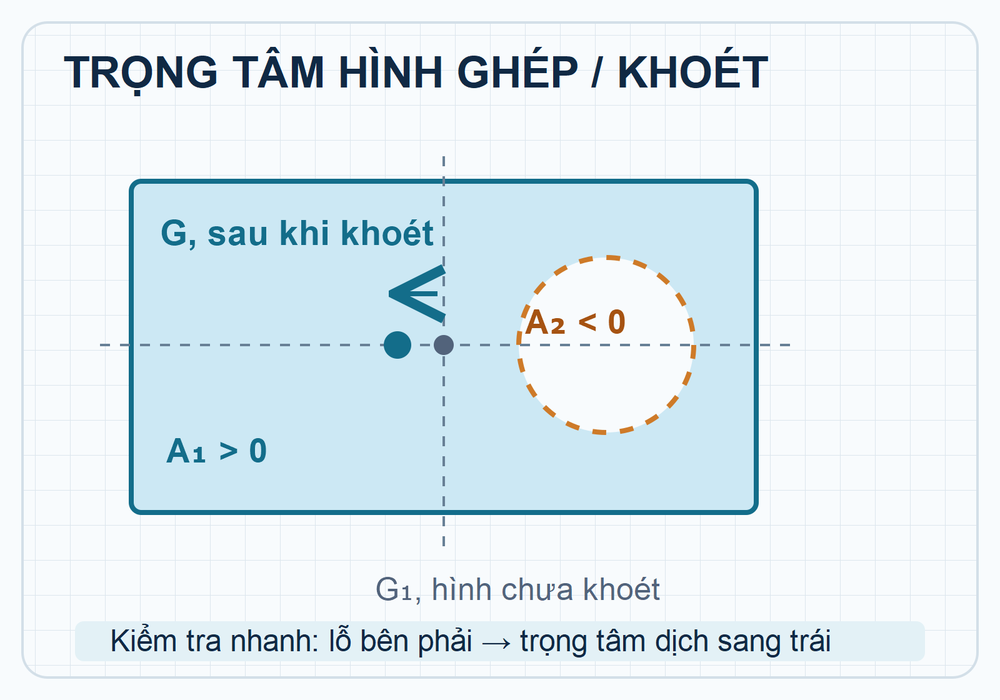 TRỌNG TÂM HÌNH GHÉP / KHOÉT
G, sau khi khoét
A₂ < 0
A₁ > 0
G₁, hình chưa khoét
Kiểm tra nhanh: lỗ bên phải → trọng tâm dịch sang trái